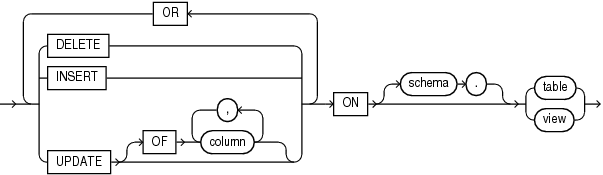 OR
DELETE
INSERT
UPDATE
OF
,
column
ON
schema
.
table
view